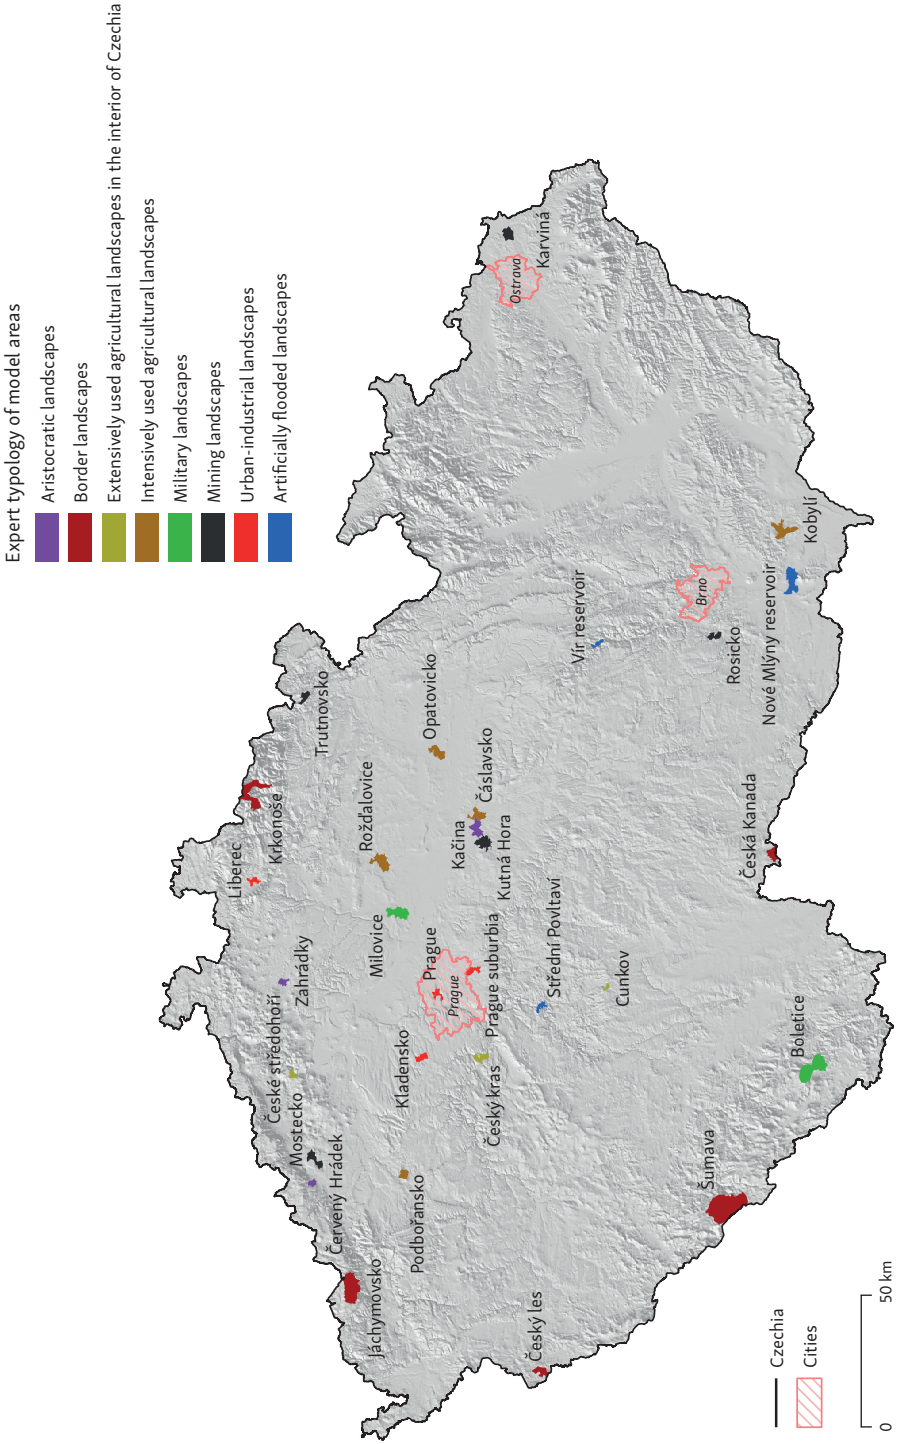 Expert typology of model areas
Aristocratic landscapes
Border landscapes
Extensively used agricultural landscapes in the interior of Czechia
Intensively used agricultural landscapes
Military landscapes
Mining landscapes
Urban-industrial landscapes
Artificially flooded landscapes
Liberec
Krkonoše
Trutnovsko
České středohoří
Zahrádky
Mostecko
Červený Hrádek
Jáchymovsko
Podbořansko
Kladensko
Milovice
Rožďalovice
Opatovicko
Prague
Prague
Prague suburbia
Český kras
Kačina
Čáslavsko
Kutná Hora
Ostrava
Karviná
Český les
Střední Povltaví
Vír reservoir
Cunkov
Brno
Rosicko
Šumava
Boletice
Česká Kanada
Nové Mlýny reservoir
Kobylí
Czechia
Cities
0
50 km